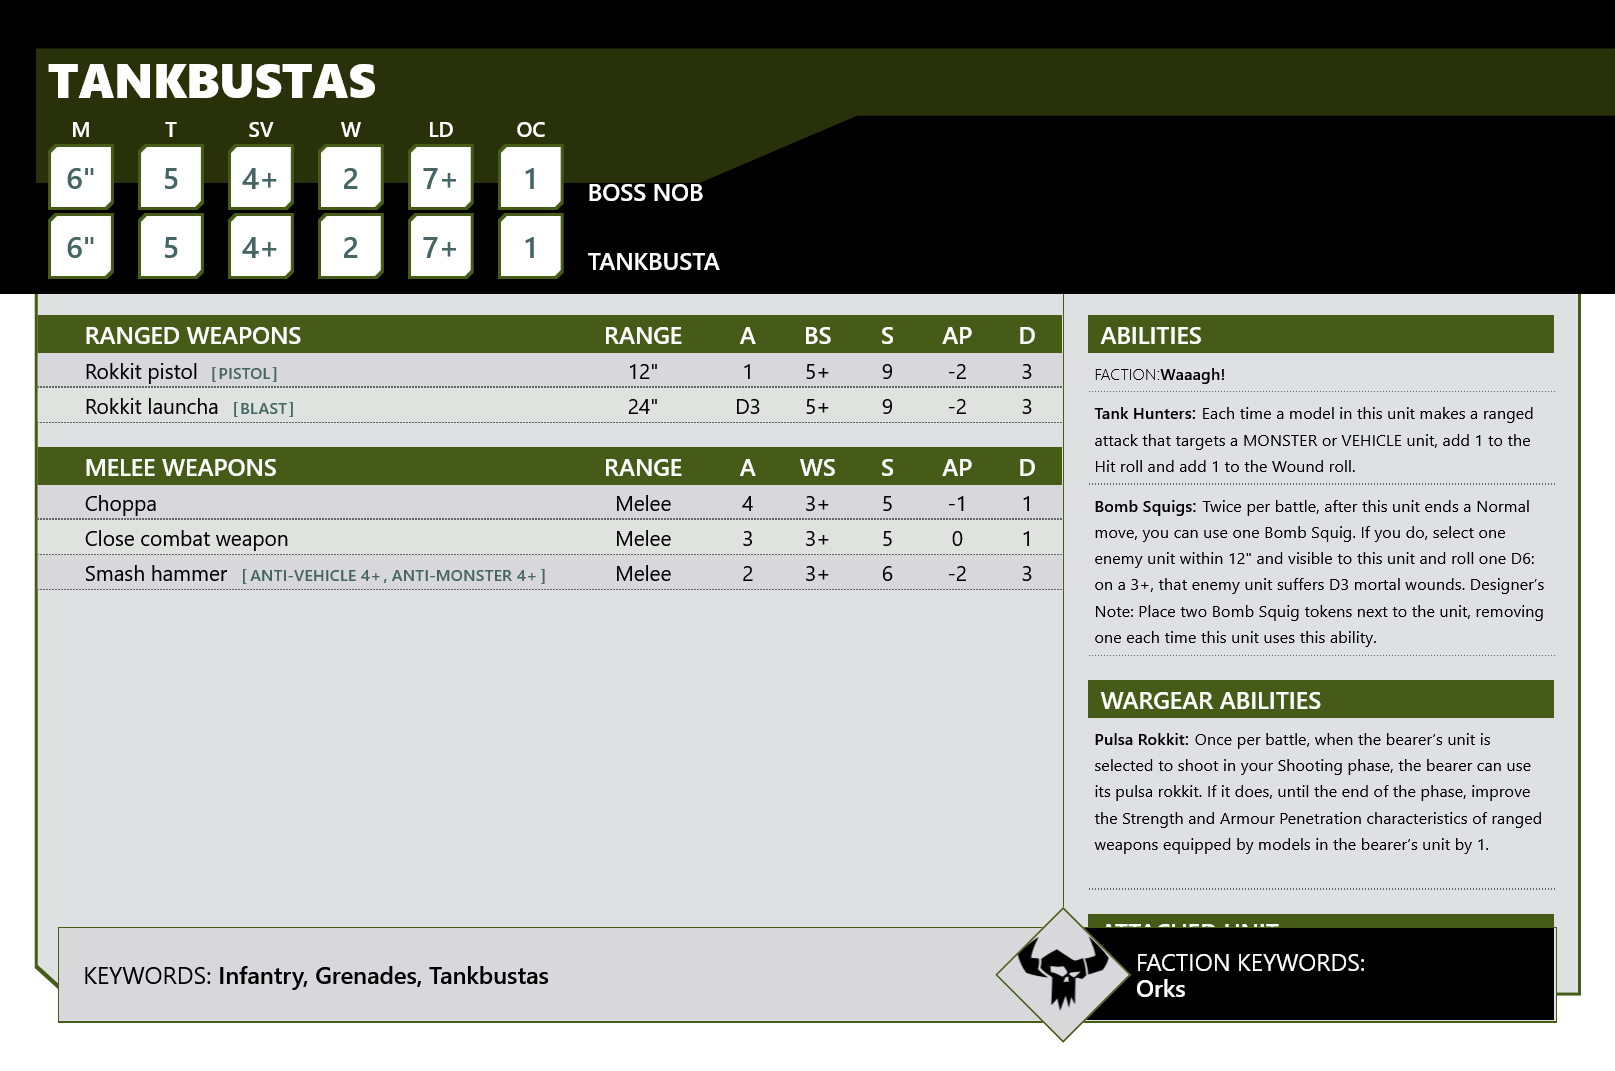 TANKBUSTAS
M T SV W LD OC
6" 5 4+ 2 7+ 1 BOSS NOB
6" 5 4+ 2 7+ 1 TANKBUSTA
RANGED WEAPONS RANGE A BS S AP D
Rokkit pistol [PISTOL] 12" 1 5+ 9 -2 3
Rokkit launcha [BLAST] 24" D3 5+ 9 -2 3
MELEE WEAPONS RANGE A WS S AP D
Choppa Melee 4 3+ 5 -1 1
Close combat weapon Melee 3 3+ 5 0 1
Smash hammer [ANTI-VEHICLE 4+, ANTI-MONSTER 4+] Melee 2 3+ 6 -2 3
ABILITIES
FACTION:Waaagh!
Tank Hunters: Each time a model in this unit makes a ranged
attack that targets a MONSTER or VEHICLE unit, add 1 to the
Hit roll and add 1 to the Wound roll.
Bomb Squigs: Twice per battle, after this unit ends a Normal
move, you can use one Bomb Squig. If you do, select one
enemy unit within 12" and visible to this unit and roll one D6:
on a 3+, that enemy unit suffers D3 mortal wounds. Designer's
Note: Place two Bomb Squig tokens next to the unit, removing
one each time this unit uses this ability.
WARGEAR ABILITIES
Pulsa Rokkit: Once per battle, when the bearer's unit is
selected to shoot in your Shooting phase, the bearer can use
its pulsa rokkit. If it does, until the end of the phase, improve
the Strength and Armour Penetration characteristics of ranged
weapons equipped by models in the bearer's unit by 1.
ATTACHED UNIT
KEYWORDS: Infantry, Grenades, Tankbustas
FACTION KEYWORDS:
Orks